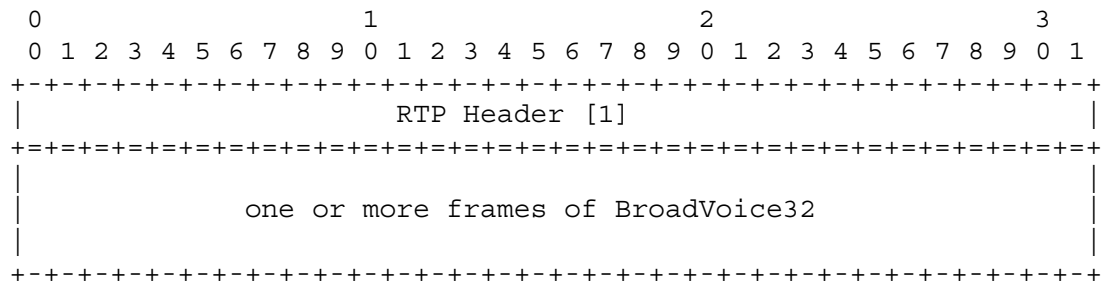 0                   1                   2                   3
 0 1 2 3 4 5 6 7 8 9 0 1 2 3 4 5 6 7 8 9 0 1 2 3 4 5 6 7 8 9 0 1
+-+-+-+-+-+-+-+-+-+-+-+-+-+-+-+-+-+-+-+-+-+-+-+-+-+-+-+-+-+-+-+-+
|                      RTP Header [1]                           |
+=+=+=+=+=+=+=+=+=+=+=+=+=+=+=+=+=+=+=+=+=+=+=+=+=+=+=+=+=+=+=+=+
|                                                               |
|             one or more frames of BroadVoice32                |
|                                                               |
+-+-+-+-+-+-+-+-+-+-+-+-+-+-+-+-+-+-+-+-+-+-+-+-+-+-+-+-+-+-+-+-+